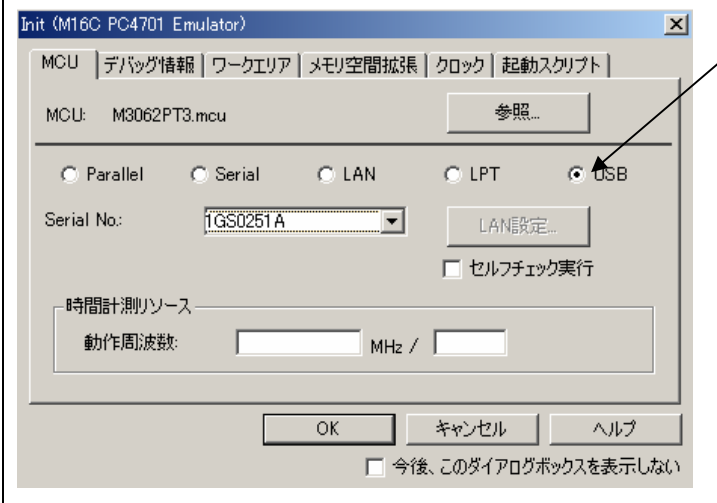 Init (M16C PC4701 Emulator)
MCU デバッグ情報 ワークエリア メモリ空間拡張 クロック 起動スクリプト
MCU: M3062PT3.mcu 参照...
Parallel Serial LAN LPT USB
Serial No.: 1GS0251A LAN設定...
セルフチェック実行
時間計測リソース
動作周波数: MHz /
OK キャンセル ヘルプ
今後、このダイアログボックスを表示しない